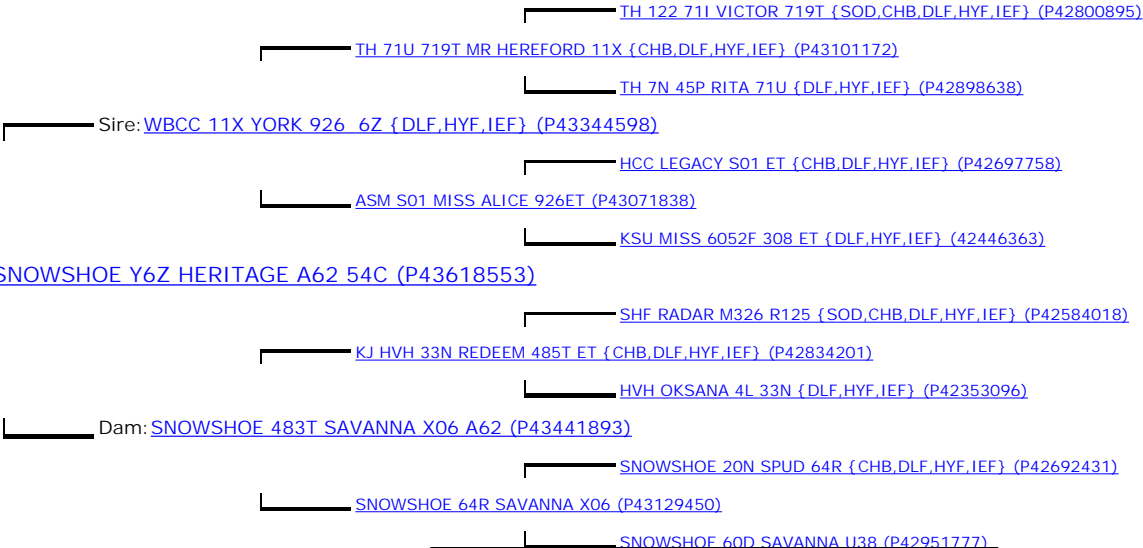 TH 122 71I VICTOR 719T {SOD,CHB,DLF,HYF,IEF} (P42800895)
TH 71U 719T MR HEREFORD 11X {CHB,DLF,HYF,IEF} (P43101172)
TH 7N 45P RITA 71U {DLF,HYF,IEF} (P42898638)
Sire: WBCC 11X YORK 926 6Z {DLF,HYF,IEF} (P43344598)
HCC LEGACY S01 ET {CHB,DLF,HYF,IEF} (P42697758)
ASM S01 MISS ALICE 926ET (P43071838)
KSU MISS 6052F 308 ET {DLF,HYF,IEF} (42446363)
SNOWSHOE Y6Z HERITAGE A62 54C (P43618553)
SHF RADAR M326 R125 {SOD,CHB,DLF,HYF,IEF} (P42584018)
KJ HVH 33N REDEEM 485T ET {CHB,DLF,HYF,IEF} (P42834201)
HVH OKSANA 4L 33N {DLF,HYF,IEF} (P42353096)
Dam: SNOWSHOE 483T SAVANNA X06 A62 (P43441893)
SNOWSHOE 20N SPUD 64R {CHB,DLF,HYF,IEF} (P42692431)
SNOWSHOE 64R SAVANNA X06 (P43129450)
SNOWSHOE 60D SAVANNA U38 (P42951777)